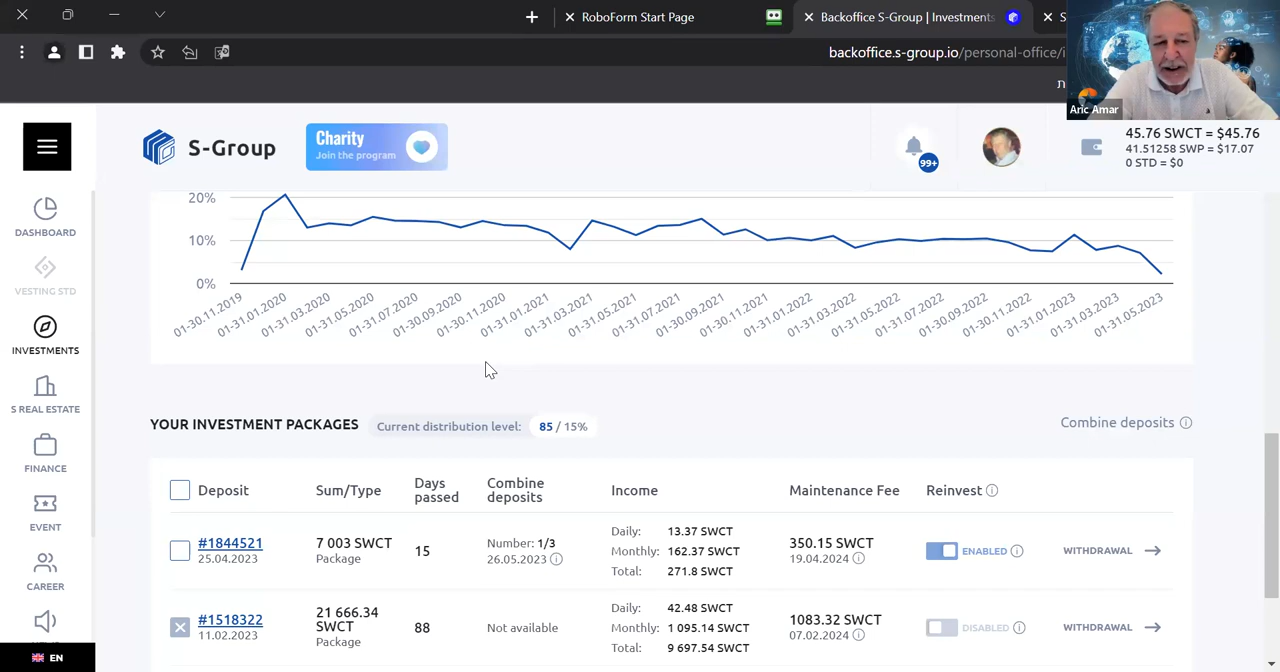 RoboForm Start Page
Backoffice S-Group | Investments
S
backoffice.s-group.io/personal-office/i
ת
Aric Amar
S-Group
Charity
Join the program
99+
45.76 SWCT = $45.76
41.51258 SWP = $17.07
0 STD = $0
DASHBOARD
VESTING STD
INVESTMENTS
S REAL ESTATE
FINANCE
EVENT
CAREER
EN
20%
10%
0%
01-30.11.2019
01-31.01.2020
01-31.03.2020
01-31.05.2020
01-31.07.2020
01-30.09.2020
01-30.11.2020
01-31.01.2021
01-31.03.2021
01-31.05.2021
01-31.07.2021
01-30.09.2021
01-30.11.2021
01-31.01.2022
01-31.03.2022
01-31.05.2022
01-31.07.2022
01-30.09.2022
01-30.11.2022
01-31.01.2023
01-31.03.2023
01-31.05.2023
YOUR INVESTMENT PACKAGES
Current distribution level: 85 / 15%
Combine deposits
Deposit
Sum/Type
Days
passed
Combine
deposits
Income
Maintenance Fee
Reinvest
#1844521
25.04.2023
7 003 SWCT
Package
15
Number: 1/3
26.05.2023
Daily: 13.37 SWCT
Monthly: 162.37 SWCT
Total: 271.8 SWCT
350.15 SWCT
19.04.2024
ENABLED
WITHDRAWAL
#1518322
11.02.2023
21 666.34
SWCT
Package
88
Not available
Daily: 42.48 SWCT
Monthly: 1 095.14 SWCT
Total: 9 697.54 SWCT
1083.32 SWCT
07.02.2024
DISABLED
WITHDRAWAL